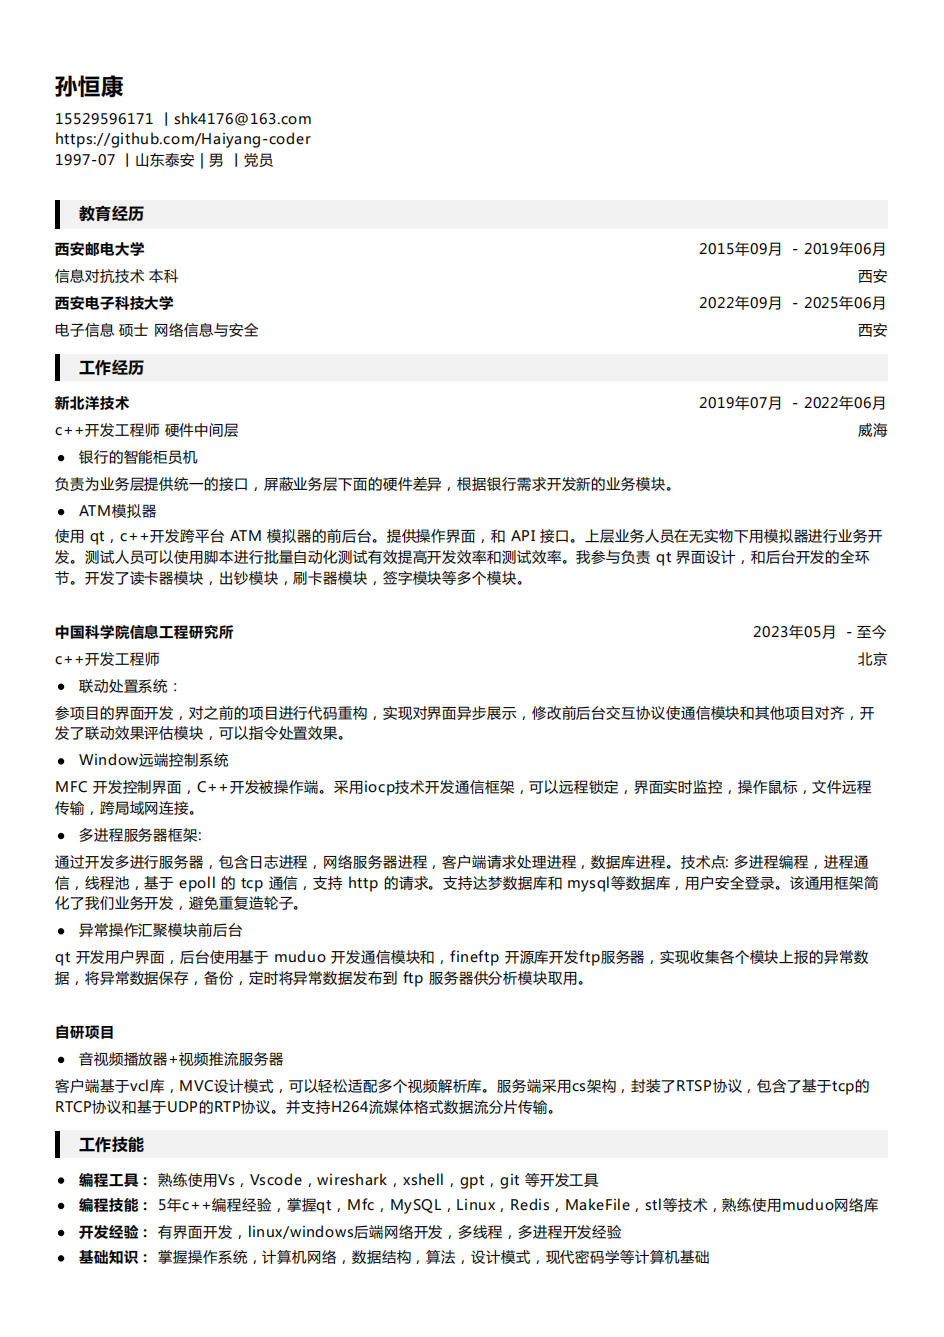 孙恒康
15529596171 | shk4176@163.com
https://github.com/Haiyang-coder
1997-07 | 山东泰安 | 男 | 党员
教育经历
西安邮电大学 2015年09月 - 2019年06月
信息对抗技术 本科 西安
西安电子科技大学 2022年09月 - 2025年06月
电子信息 硕士 网络信息与安全 西安
工作经历
新北洋技术 2019年07月 - 2022年06月
c++开发工程师 硬件中间层 威海
● 银行的智能柜员机
负责为业务层提供统一的接口，屏蔽业务层下面的硬件差异，根据银行需求开发新的业务模块。
● ATM模拟器
使用 qt，c++开发跨平台 ATM 模拟器的前后台。提供操作界面，和 API 接口。上层业务人员在无实物下用模拟器进行业务开
发。测试人员可以使用脚本进行批量自动化测试有效提高开发效率和测试效率。我参与负责 qt 界面设计，和后台开发的全环
节。开发了读卡器模块，出钞模块，刷卡器模块，签字模块等多个模块。
中国科学院信息工程研究所 2023年05月 - 至今
c++开发工程师 北京
● 联动处置系统：
参项目的界面开发，对之前的项目进行代码重构，实现对界面异步展示，修改前后台交互协议使通信模块和其他项目对齐，开
发了联动效果评估模块，可以指令处置效果。
● Window远端控制系统
MFC 开发控制界面，C++开发被操作端。采用iocp技术开发通信框架，可以远程锁定，界面实时监控，操作鼠标，文件远程
传输，跨局域网连接。
● 多进程服务器框架:
通过开发多进行服务器，包含日志进程，网络服务器进程，客户端请求处理进程，数据库进程。技术点: 多进程编程，进程通
信，线程池，基于 epoll 的 tcp 通信，支持 http 的请求。支持达梦数据库和 mysql等数据库，用户安全登录。该通用框架简
化了我们业务开发，避免重复造轮子。
● 异常操作汇聚模块前后台
qt 开发用户界面，后台使用基于 muduo 开发通信模块和，fineftp 开源库开发ftp服务器，实现收集各个模块上报的异常数
据，将异常数据保存，备份，定时将异常数据发布到 ftp 服务器供分析模块取用。
自研项目
● 音视频播放器+视频推流服务器
客户端基于vcl库，MVC设计模式，可以轻松适配多个视频解析库。服务端采用cs架构，封装了RTSP协议，包含了基于tcp的
RTCP协议和基于UDP的RTP协议。并支持H264流媒体格式数据流分片传输。
工作技能
● 编程工具： 熟练使用Vs，Vscode，wireshark，xshell，gpt，git 等开发工具
● 编程技能： 5年c++编程经验，掌握qt，Mfc，MySQL，Linux，Redis，MakeFile，stl等技术，熟练使用muduo网络库
● 开发经验： 有界面开发，linux/windows后端网络开发，多线程，多进程开发经验
● 基础知识： 掌握操作系统，计算机网络，数据结构，算法，设计模式，现代密码学等计算机基础